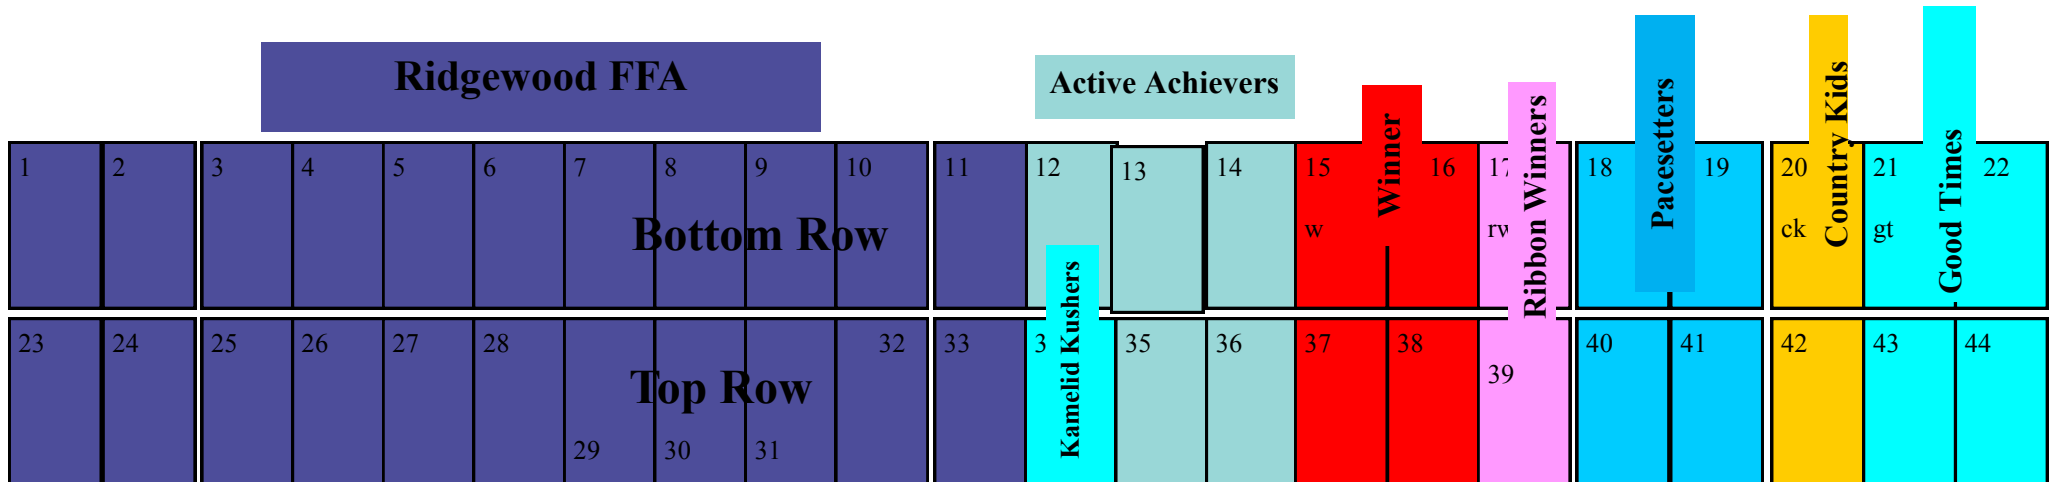 Ridgewood FFA
Active Achievers
Winner
Ribbon Winners
Pacesetters
Country Kids
Good Times
1 2 3 4 5 6 7 8 9 10 11 12 13 14 15 16 17 18 19 20 21 22
w rw ck gt
Bottom Row
Kamelid Kushers
23 24 25 26 27 28 32 33 3 35 36 37 38 40 41 42 43 44
39
Top Row
29 30 31